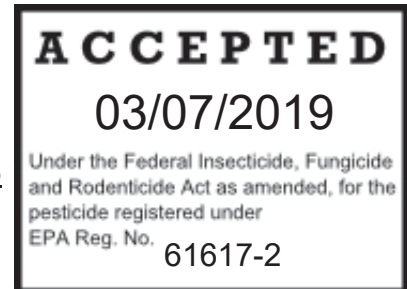 ACCEPTED
03/07/2019
Under the Federal Insecticide, Fungicide
and Rodenticide Act as amended, for the
pesticide registered under
EPA Reg. No. 61617-2